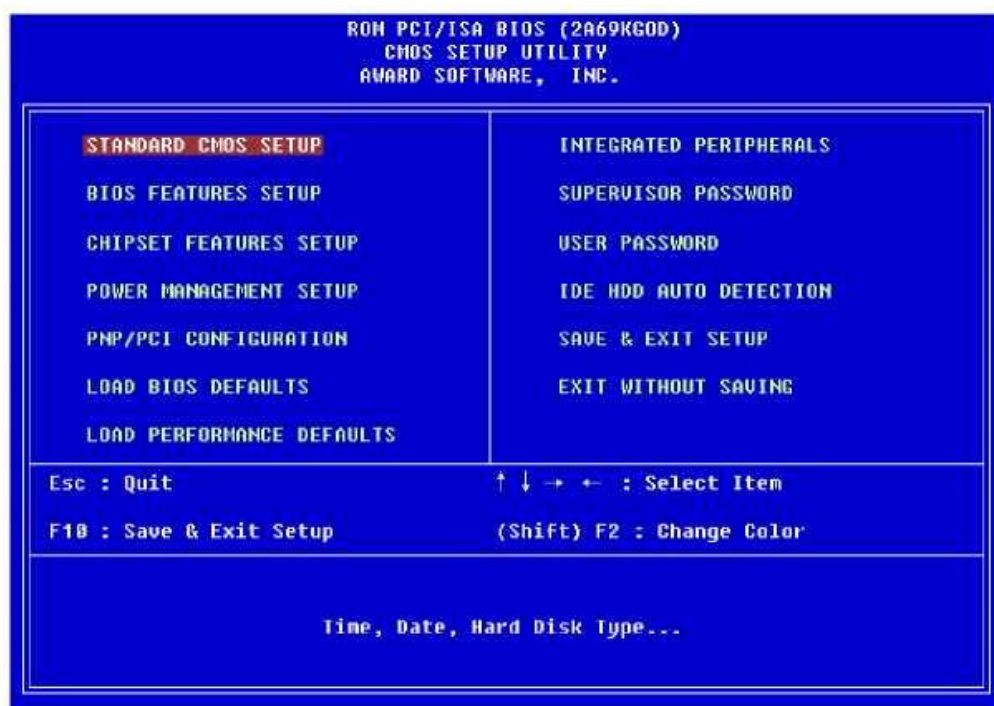 ROM PCI/ISA BIOS (2A69KGOD)
CMOS SETUP UTILITY
AWARD SOFTWARE, INC.
STANDARD CMOS SETUP
BIOS FEATURES SETUP
CHIPSET FEATURES SETUP
POWER MANAGEMENT SETUP
PNP/PCI CONFIGURATION
LOAD BIOS DEFAULTS
LOAD PERFORMANCE DEFAULTS
INTEGRATED PERIPHERALS
SUPERVISOR PASSWORD
USER PASSWORD
IDE HDD AUTO DETECTION
SAVE & EXIT SETUP
EXIT WITHOUT SAVING
Esc : Quit
↑ ↓ → ← : Select Item
F10 : Save & Exit Setup
(Shift) F2 : Change Color
Time, Date, Hard Disk Type...